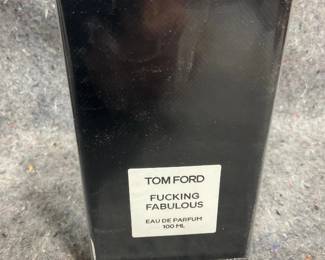 TOM FORD
FUCKING
FABULOUS
EAU DE PARFUM
100 ML